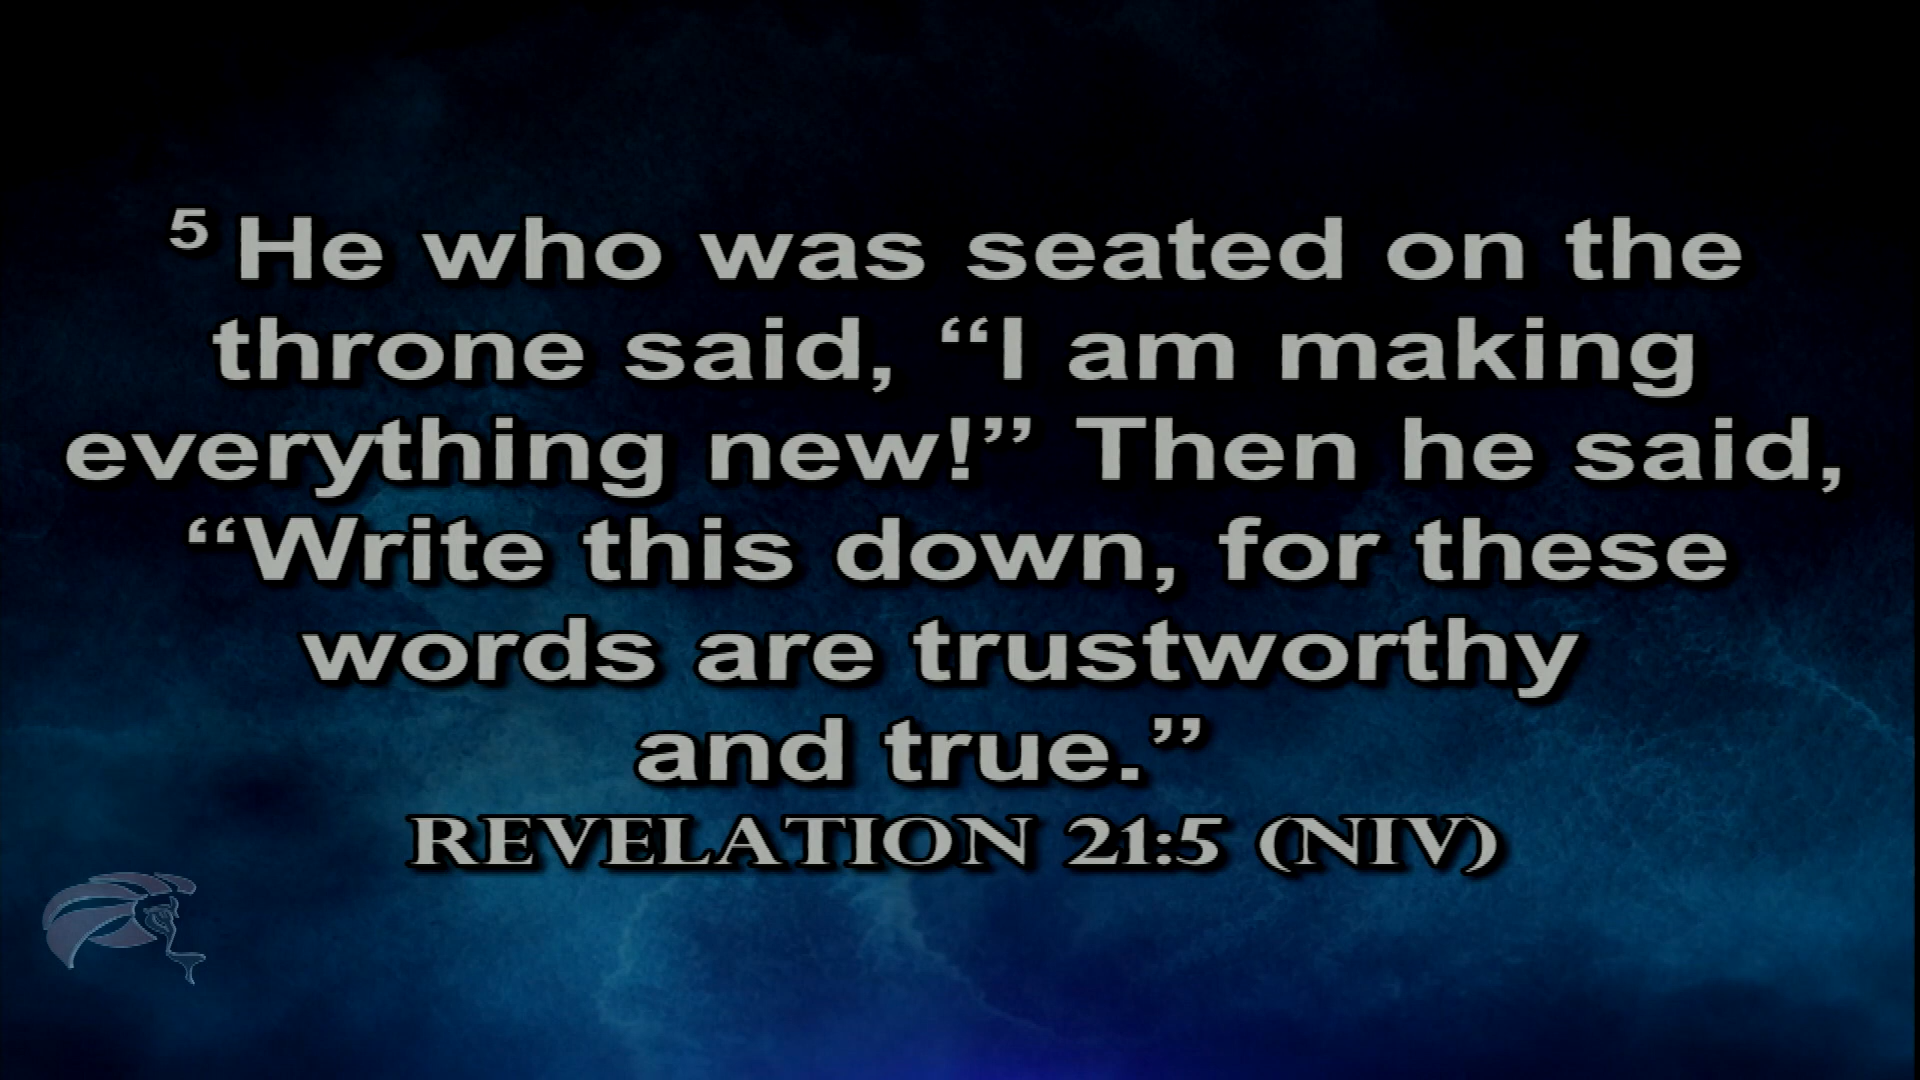 5 He who was seated on the
throne said, “I am making
everything new!” Then he said,
“Write this down, for these
words are trustworthy
and true.”
REVELATION 21:5 (NIV)